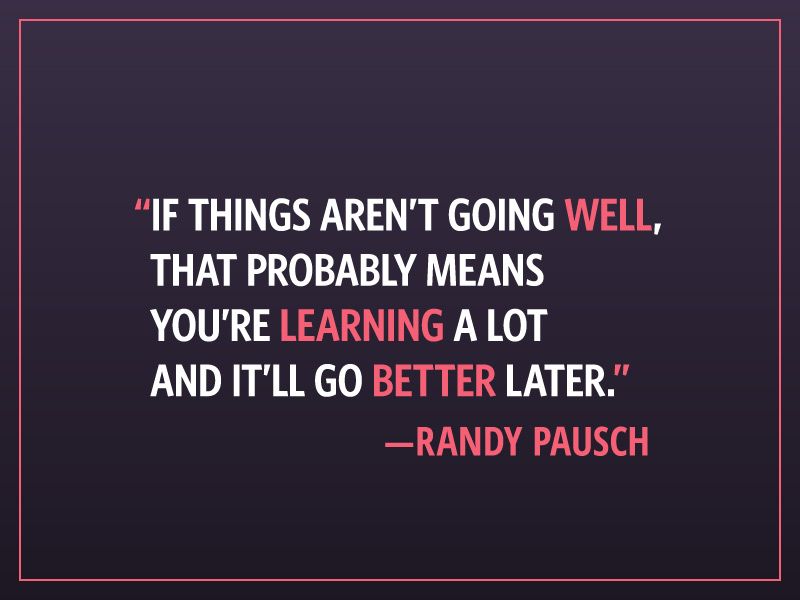 “IF THINGS AREN’T GOING WELL,
THAT PROBABLY MEANS
YOU’RE LEARNING A LOT
AND IT’LL GO BETTER LATER.”
—RANDY PAUSCH